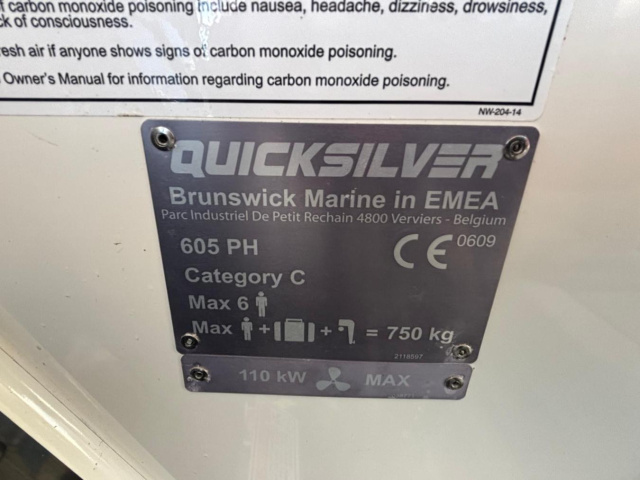 of carbon monoxide poisoning include nausea, headache, dizziness, drowsiness,
ck of consciousness.
resh air if anyone shows signs of carbon monoxide poisoning.
Owner's Manual for information regarding carbon monoxide poisoning.
NW-204-14
QUICKSILVER
Brunswick Marine in EMEA
Parc Industriel De Petit Rechain 4800 Verviers - Belgium
605 PH CE 0609
Category C
Max 6
Max + + = 750 kg
2118597
110 kW MAX